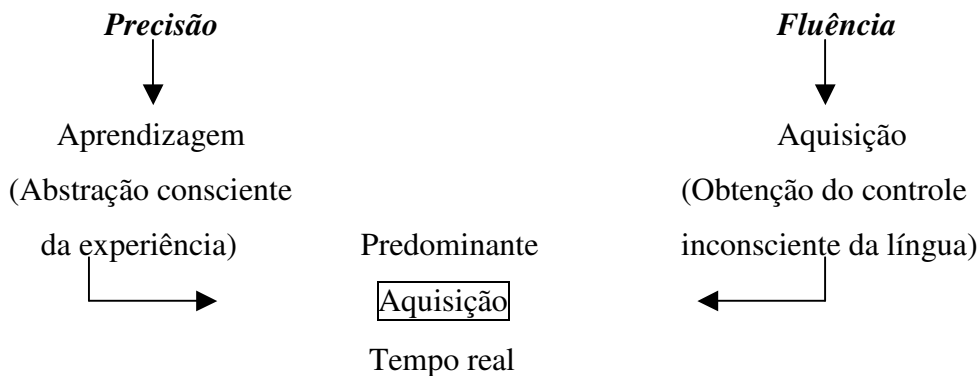 Precisão Fluência
Aprendizagem Aquisição
(Abstração consciente (Obtenção do controle
da experiência) Predominante inconsciente da língua)
Aquisição
Tempo real